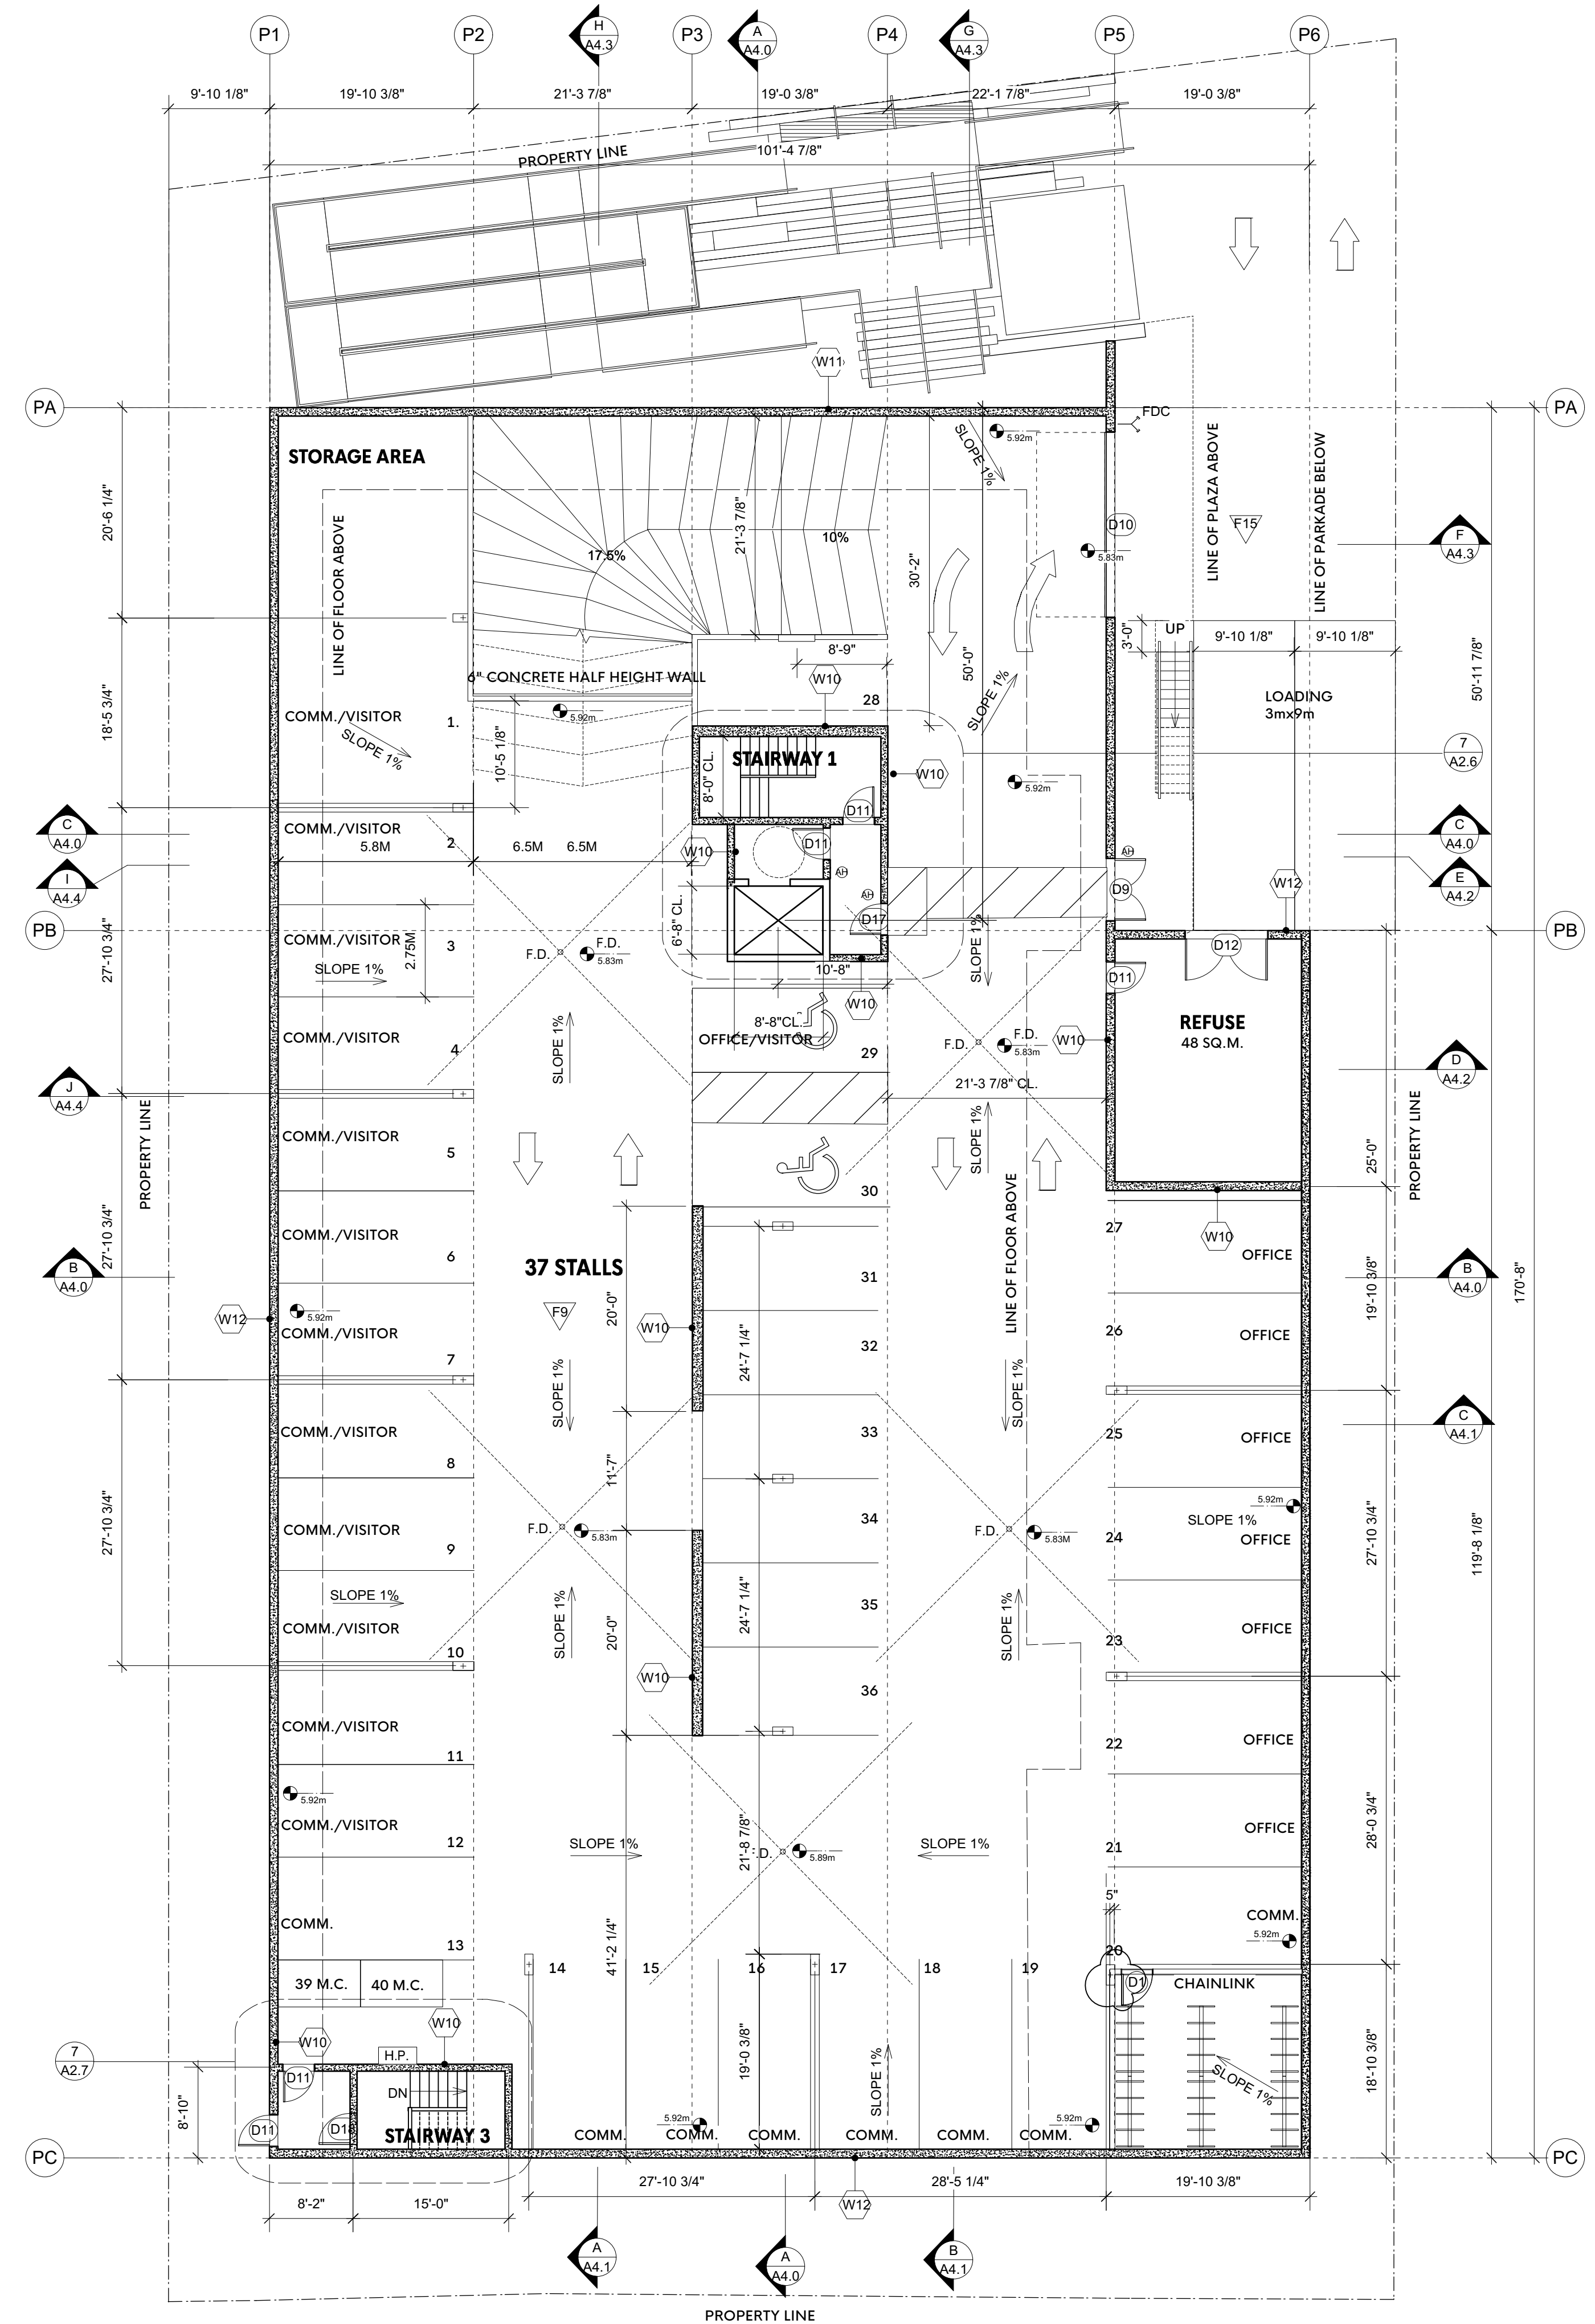 P1
P2
H
A4.3
P3
A
A4.0
P4
G
A4.3
P5
P6
9'-10 1/8"
19'-10 3/8"
21'-3 7/8"
19'-0 3/8"
22'-1 7/8"
19'-0 3/8"
PROPERTY LINE
101'-4 7/8"
W11
PA
PA
FDC
STORAGE AREA
SLOPE 1%
5.92m
LINE OF PLAZA ABOVE
LINE OF PARKADE BELOW
20'-6 1/4"
LINE OF FLOOR ABOVE
21'-3 7/8"
17.5%
10%
30'-2"
D10
5.83m
F15
F
A4.3
UP
3'-0"
9'-10 1/8"
9'-10 1/8"
8'-9"
50'-0"
50'-11 7/8"
6" CONCRETE HALF HEIGHT WALL
W10
28
SLOPE 1%
LOADING
3mx9m
18'-5 3/4"
COMM./VISITOR
1.
SLOPE 1%
5.92m
10'-5 1/8"
STAIRWAY 1
8'-0" CL.
W10
5.92m
7
A2.6
D11
C
A4.0
COMM./VISITOR
2
5.8M
6.5M
6.5M
W10
D11
AH
AH
AH
C
A4.0
I
A4.4
D9
W12
E
A4.2
PB
27'-10 3/4"
COMM./VISITOR
3
2.75M
SLOPE 1%
F.D.
F.D.
5.83m
6'-8" CL.
D17
SLOPE 1%
D12
PB
10'-8"
W10
D11
8'-8"CL.
OFFICE/VISITOR
29
COMM./VISITOR
4
SLOPE 1%
F.D.
F.D.
5.83m
W10
REFUSE
48 SQ.M.
21'-3 7/8" CL.
D
A4.2
J
A4.4
PROPERTY LINE
COMM./VISITOR
5
SLOPE 1%
25'-0"
PROPERTY LINE
30
LINE OF FLOOR ABOVE
27'-10 3/4"
COMM./VISITOR
6
37 STALLS
F9
20'-0"
31
27
OFFICE
W10
B
A4.0
B
A4.0
19'-10 3/8"
170'-8"
W12
5.92m
COMM./VISITOR
7
W10
32
24'-7 1/4"
26
OFFICE
SLOPE 1%
SLOPE 1%
C
A4.1
COMM./VISITOR
8
33
25
OFFICE
11'-7"
27'-10 3/4"
COMM./VISITOR
9
F.D.
5.83m
34
F.D.
5.83M
24
5.92m
SLOPE 1%
OFFICE
27'-10 3/4"
119'-8 1/8"
SLOPE 1%
COMM./VISITOR
10
SLOPE 1%
20'-0"
24'-7 1/4"
35
SLOPE 1%
23
OFFICE
W10
36
COMM./VISITOR
11
22
OFFICE
5.92m
COMM./VISITOR
12
SLOPE 1%
21'-8 7/8"
5.89m
SLOPE 1%
21
OFFICE
28'-0 3/4"
COMM.
13
41'-2 1/4"
5"
COMM.
5.92m
20
39 M.C.
40 M.C.
14
15
16
17
18
19
D1
CHAINLINK
7
A2.7
W10
W10
H.P.
8'-10"
D11
DN
D11
STAIRWAY 3
19'-0 3/8"
SLOPE 1%
SLOPE 1%
18'-10 3/8"
5.92m
5.92m
COMM.
COMM.
COMM.
COMM.
COMM.
COMM.
PC
PC
8'-2"
15'-0"
27'-10 3/4"
W12
28'-5 1/4"
19'-10 3/8"
A
A4.1
A
A4.0
B
A4.1
PROPERTY LINE